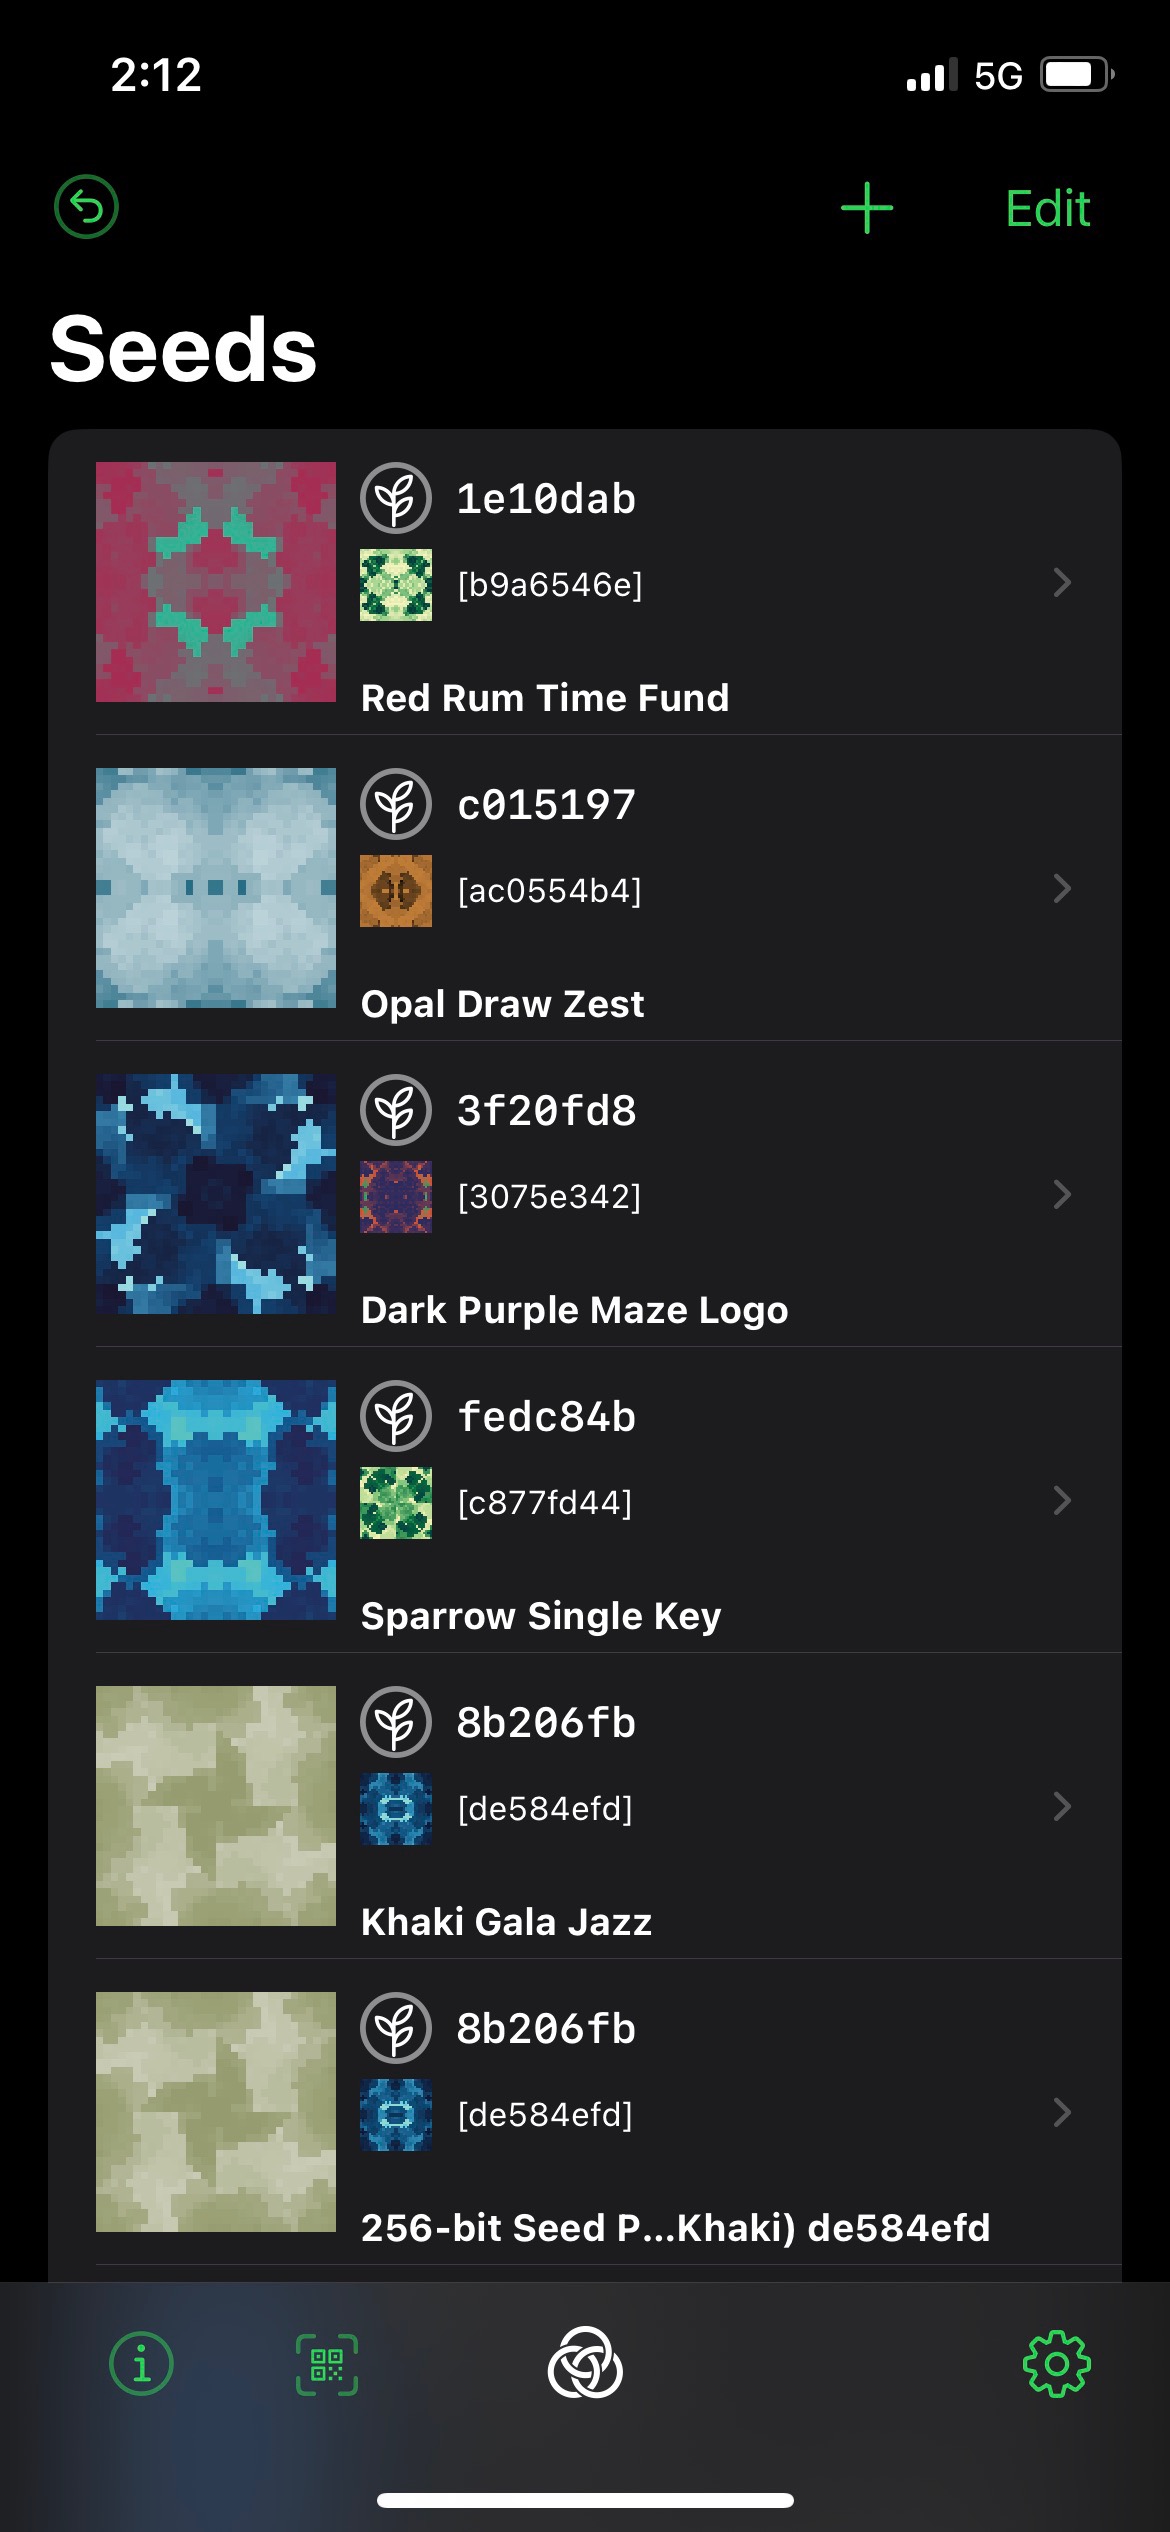 2:12
5G
Edit
Seeds
1e10dab
[b9a6546e]
Red Rum Time Fund
c015197
[ac0554b4]
Opal Draw Zest
3f20fd8
[3075e342]
Dark Purple Maze Logo
fedc84b
[c877fd44]
Sparrow Single Key
8b206fb
[de584efd]
Khaki Gala Jazz
8b206fb
[de584efd]
256-bit Seed P...Khaki) de584efd